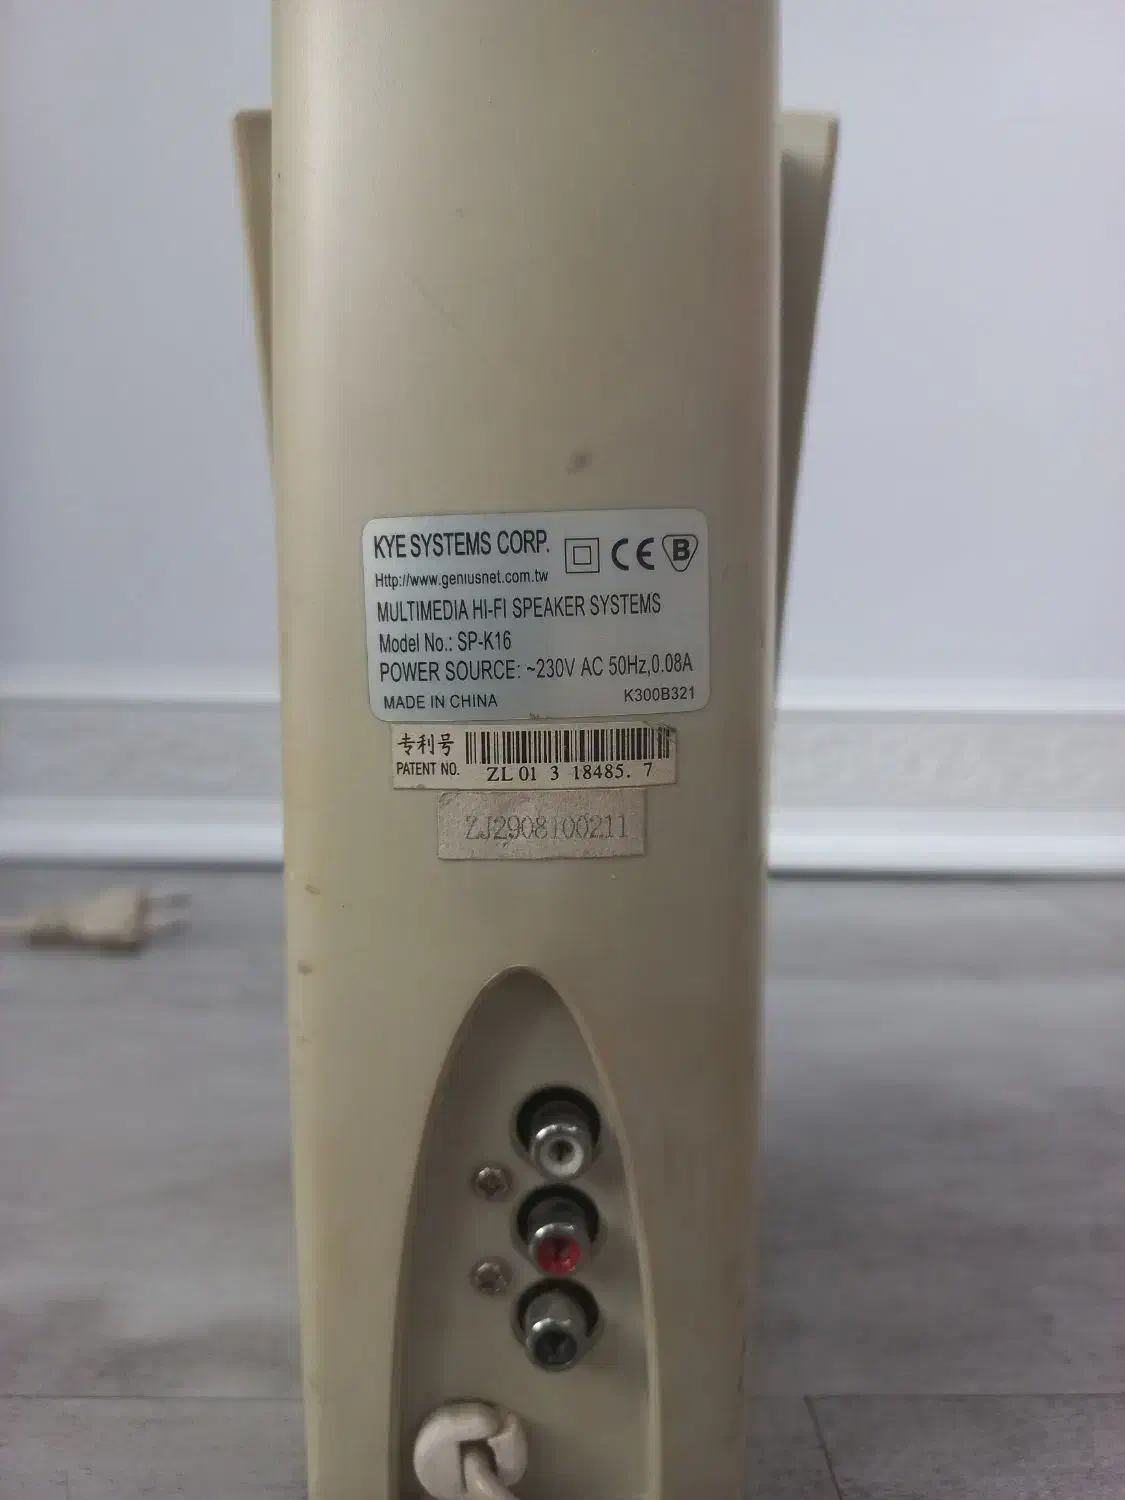 KYE SYSTEMS CORP.
CE B
Http://www.geniusnet.com.tw
MULTIMEDIA HI-FI SPEAKER SYSTEMS
Model No.: SP-K16
POWER SOURCE: ~230V AC 50Hz,0.08A
MADE IN CHINA K300B321
专利号
PATENT NO. ZL 01 3 18485. 7
ZJ2908100211